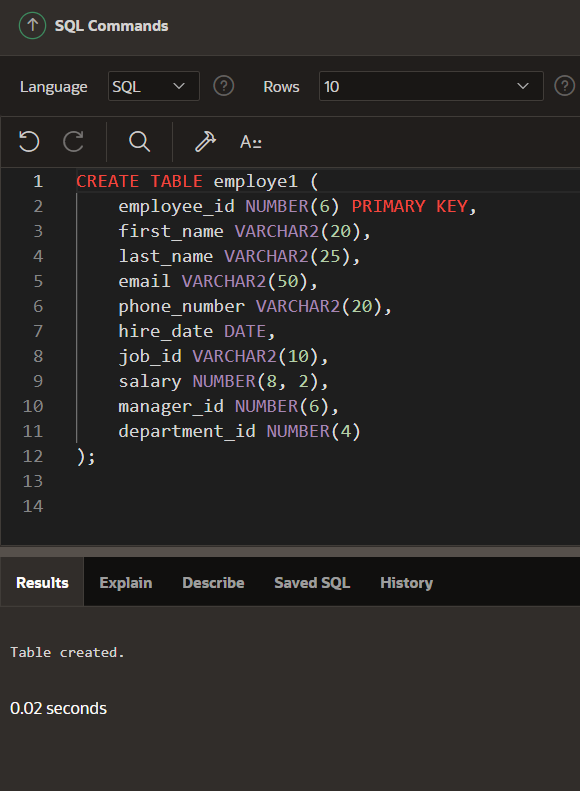 SQL Commands
Language SQL Rows 10
A::
1 CREATE TABLE employe1 (
2 employee_id NUMBER(6) PRIMARY KEY,
3 first_name VARCHAR2(20),
4 last_name VARCHAR2(25),
5 email VARCHAR2(50),
6 phone_number VARCHAR2(20),
7 hire_date DATE,
8 job_id VARCHAR2(10),
9 salary NUMBER(8, 2),
10 manager_id NUMBER(6),
11 department_id NUMBER(4)
12 );
13
14
Results Explain Describe Saved SQL History
Table created.
0.02 seconds